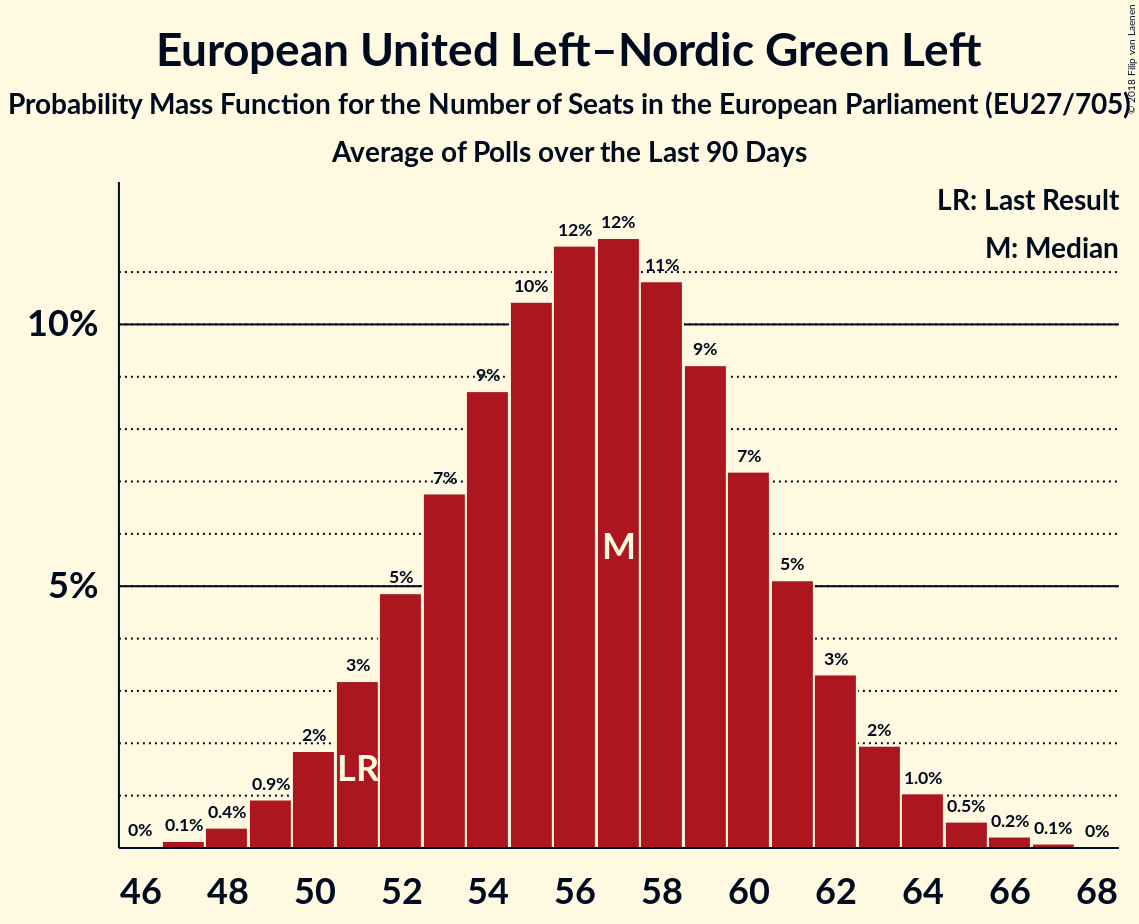 European United Left–Nordic Green Left
Probability Mass Function for the Number of Seats in the European Parliament (EU27/705)
Average of Polls over the Last 90 Days
© 2018 Filip van Laenen
LR: Last Result
M: Median
10%
5%
0%
0.1%
0.4%
0.9%
2%
3%
5%
7%
9%
10%
12%
12%
11%
9%
7%
5%
3%
2%
1.0%
0.5%
0.2%
0.1%
0%
LR
M
46 48 50 52 54 56 58 60 62 64 66 68